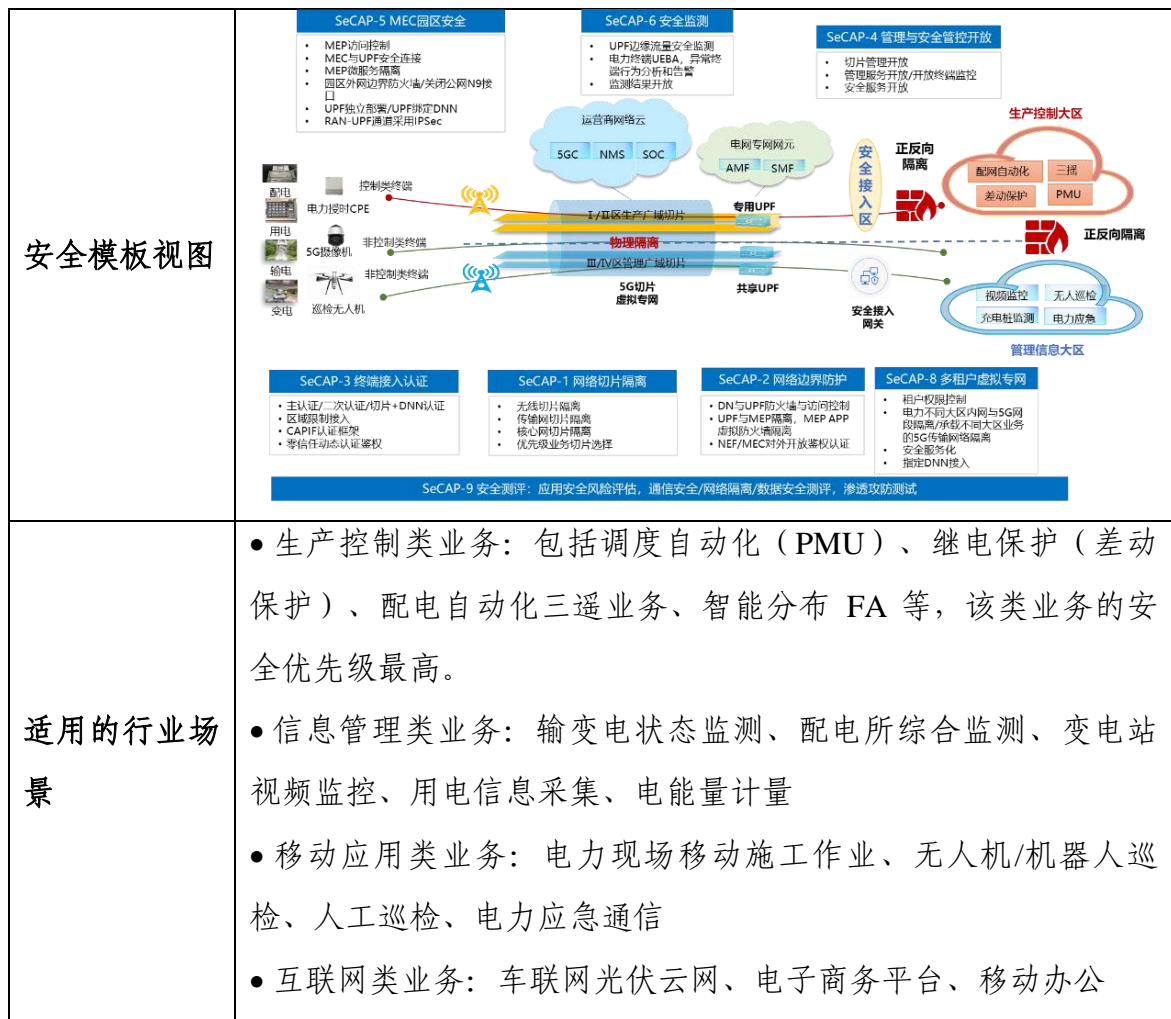 安全模板视图
SeCAP-5 MEC园区安全
• MEP访问控制
• MEC与UPF安全连接
• MEP微服务隔离
• 园区外网边界防火墙/关闭公网N9接
口
• UPF独立部署/UPF绑定DNN
• RAN-UPF通道采用IPSec
SeCAP-6 安全监测
• UPF边缘流量安全监测
• 电力终端UEBA，异常终
端行为分析和告警
• 监测结果开放
SeCAP-4 管理与安全管控开放
• 切片管理开放
• 管理服务开放/开放终端监控
• 安全服务开放
运营商网络云
5GC NMS SOC
电网专网网元
AMF SMF
安全接入区
正反向
隔离
生产控制大区
配网自动化 三摇
差动保护 PMU
配电
控制类终端
电力授时CPE
用电
5G摄像机
非控制类终端
输电
非控制类终端
变电
巡检无人机
I-/II区生产广域切片
物理隔离
III/IV区管理广域切片
5G切片
虚拟专网
专用UPF
共享UPF
安全接入
网关
正反向隔离
视频监控 无人巡检
充电桩监测 电力应急
管理信息大区
SeCAP-3 终端接入认证
• 主认证/二次认证/切片+DNN认证
• 区域限制接入
• CAPIF认证框架
• 零信任动态认证鉴权
SeCAP-1 网络切片隔离
• 无线切片隔离
• 传输网切片隔离
• 核心网切片隔离
• 优先级业务切片选择
SeCAP-2 网络边界防护
• DN与UPF防火墙与访问控制
• UPF与MEP隔离，MEP APP
虚拟防火墙隔离
• NEF/MEC对外开放鉴权认证
SeCAP-8 多租户虚拟专网
• 租户权限控制
• 电力不同大区内网与5G网
段隔离/承载不同大区业务
的5G传输网络隔离
• 安全服务化
• 指定DNN接入
SeCAP-9 安全测评：应用安全风险评估，通信安全/网络隔离/数据安全测评，渗透攻防测试
适用的行业场
景
• 生产控制类业务：包括调度自动化（PMU）、继电保护（差动
保护）、配电自动化三遥业务、智能分布 FA 等，该类业务的安
全优先级最高。
• 信息管理类业务：输变电状态监测、配电所综合监测、变电站
视频监控、用电信息采集、电能量计量
• 移动应用类业务：电力现场移动施工作业、无人机/机器人巡
检、人工巡检、电力应急通信
• 互联网类业务：车联网光伏云网、电子商务平台、移动办公